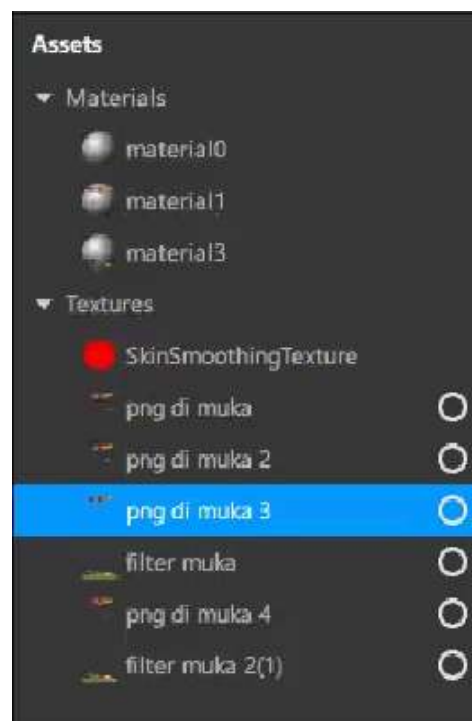 Assets
Materials
material0
material1
material3
Textures
SkinSmoothingTexture
png di muka
png di muka 2
png di muka 3
filter muka
png di muka 4
filter muka 2(1)